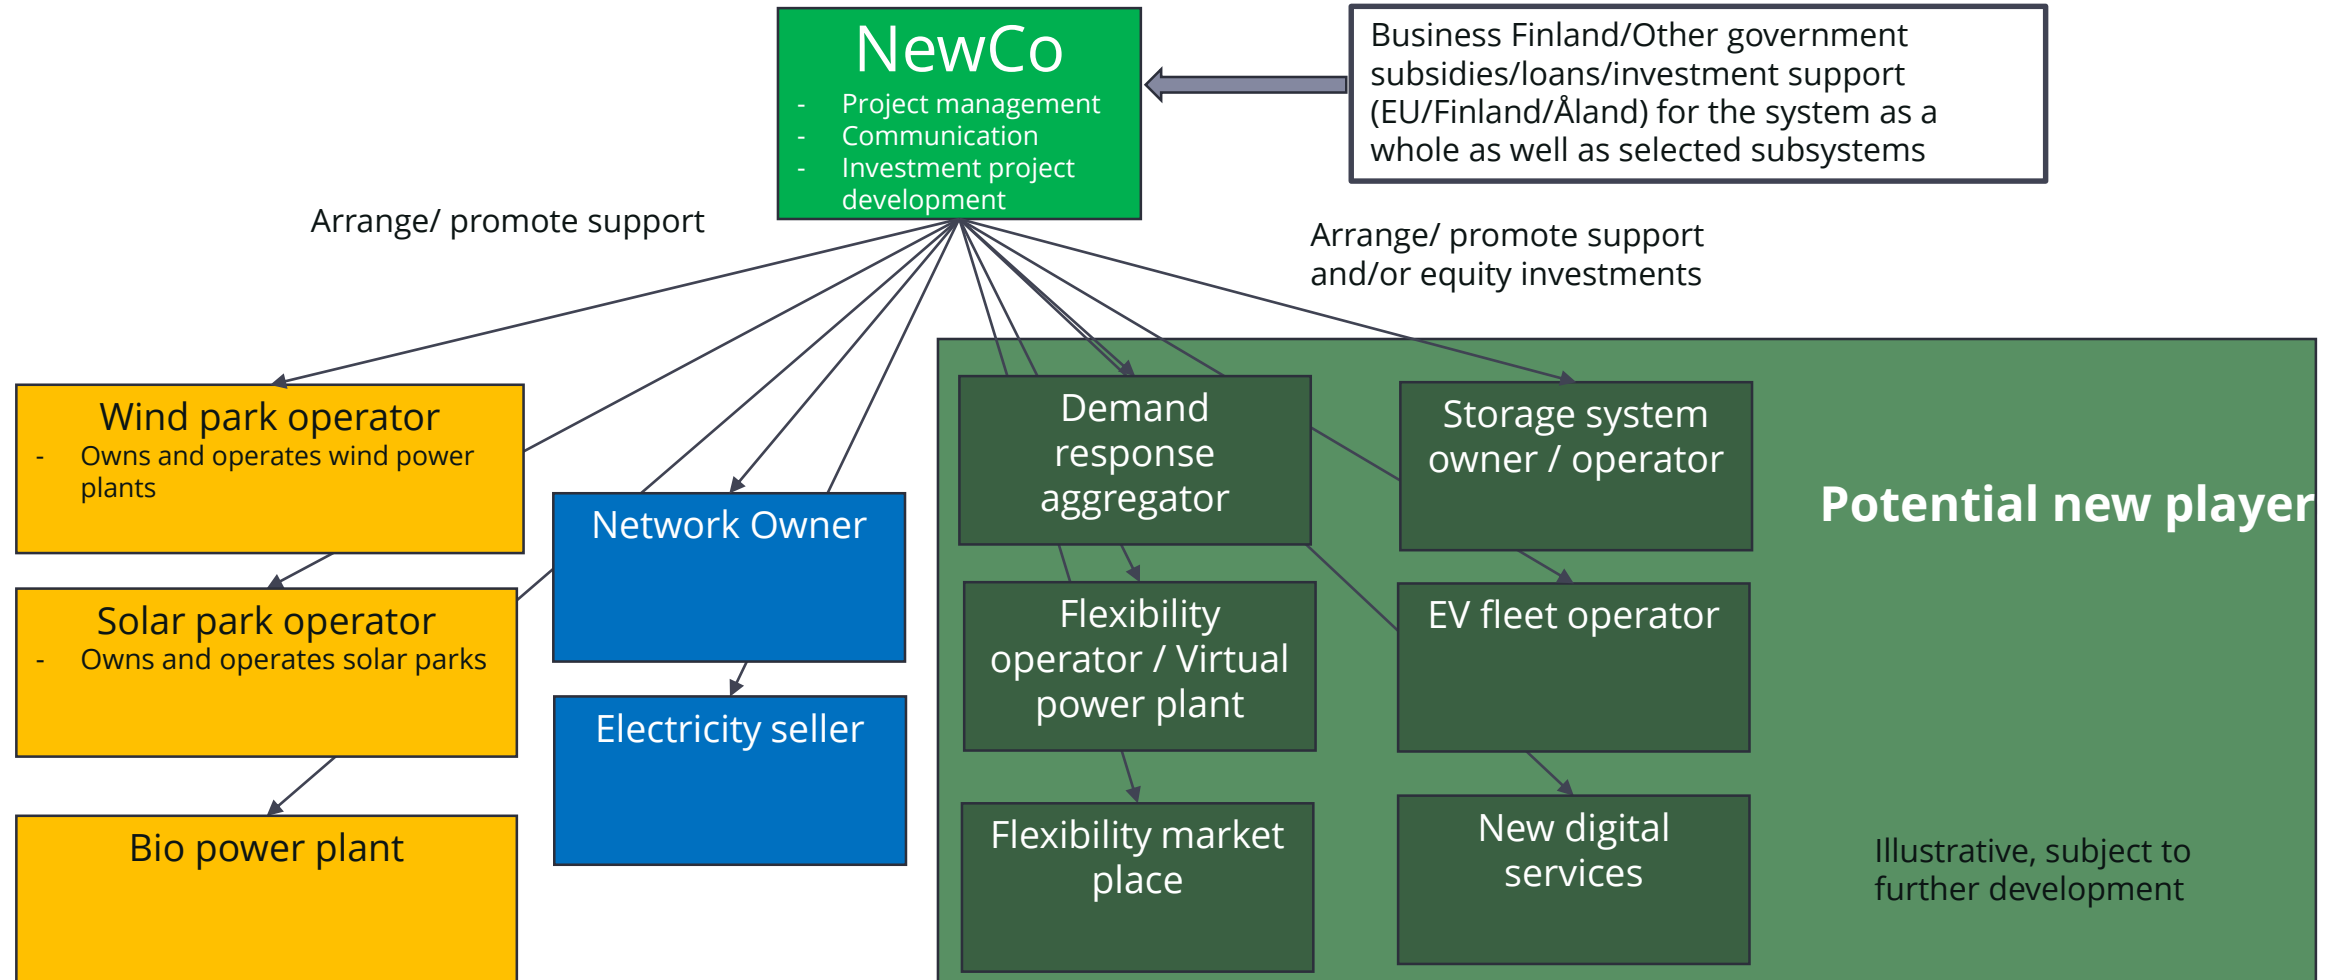 NewCo
- Project management
- Communication
- Investment project
development
Business Finland/Other government
subsidies/loans/investment support
(EU/Finland/Åland) for the system as a
whole as well as selected subsystems
Arrange/ promote support
Arrange/ promote support
and/or equity investments
Wind park operator
- Owns and operates wind power
plants
Solar park operator
- Owns and operates solar parks
Bio power plant
Network Owner
Electricity seller
Demand
response
aggregator
Flexibility
operator / Virtual
power plant
Flexibility market
place
Storage system
owner / operator
EV fleet operator
New digital
services
Potential new player
Illustrative, subject to
further development